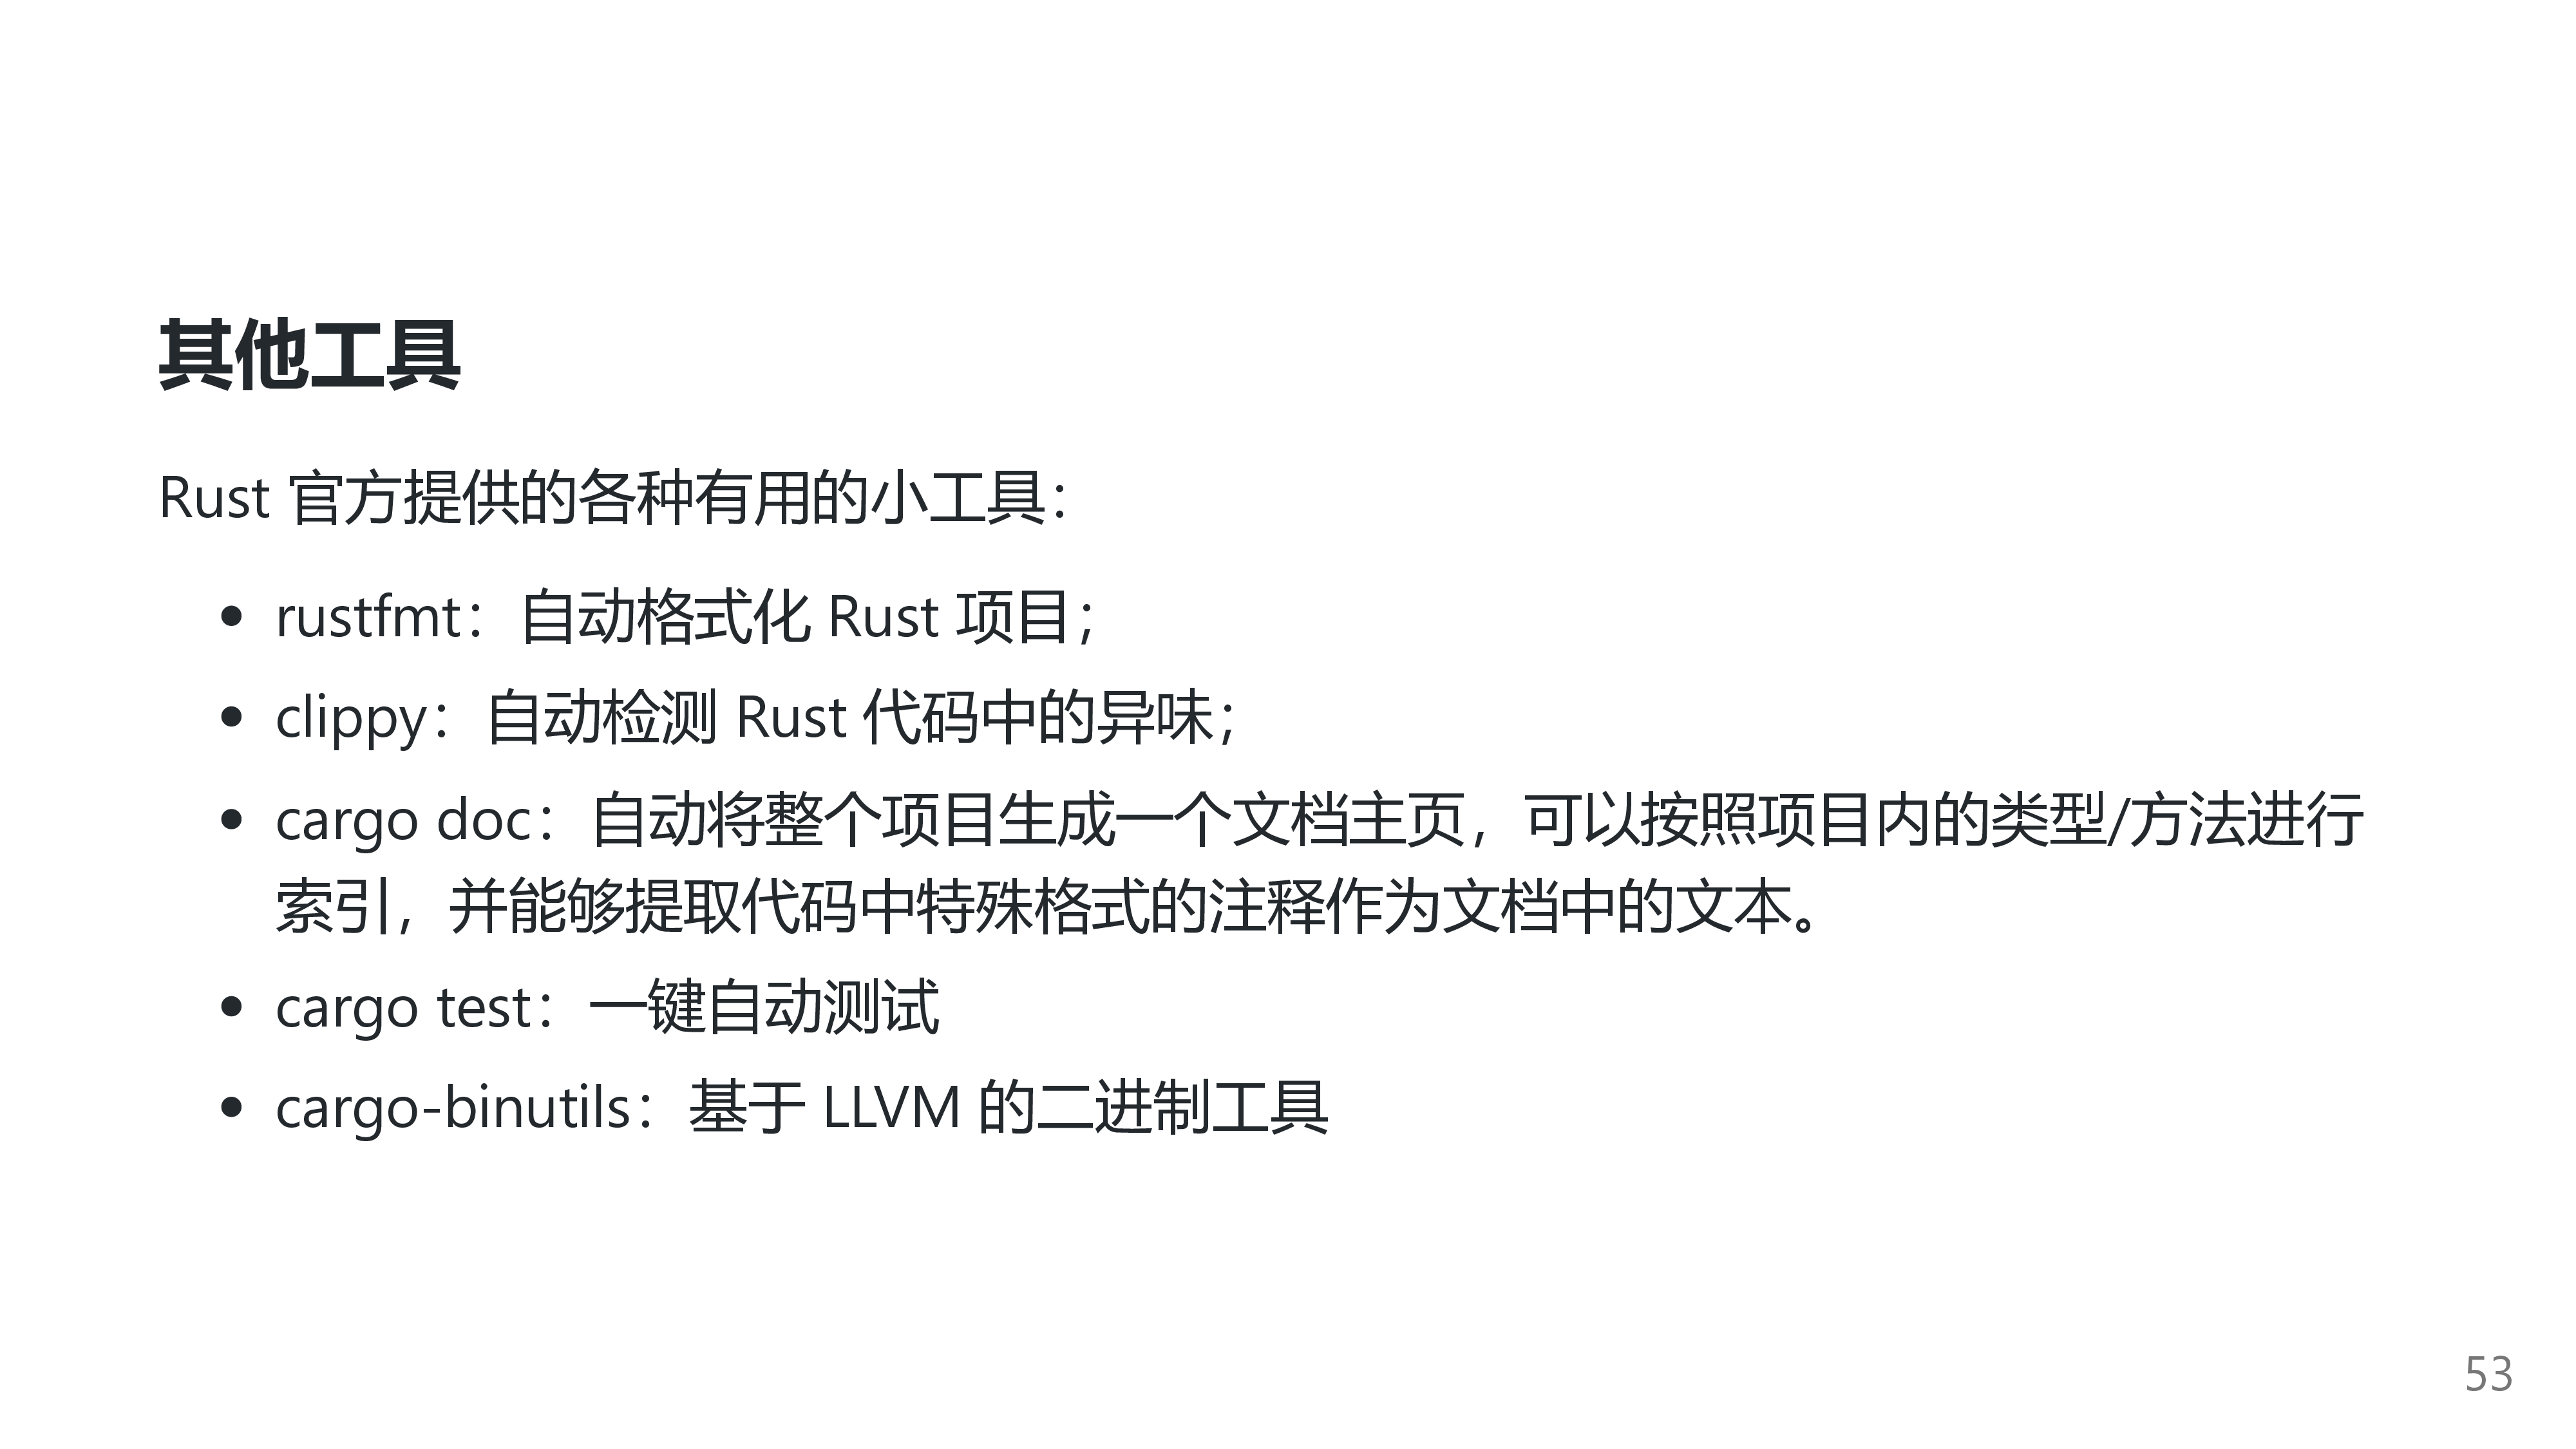 其他工具
Rust 官方提供的各种有用的小工具：
• rustfmt：自动格式化 Rust 项目；
• clippy：自动检测 Rust 代码中的异味；
• cargo doc：自动将整个项目生成一个文档主页，可以按照项目内的类型/方法进行
索引，并能够提取代码中特殊格式的注释作为文档中的文本。
• cargo test：一键自动测试
• cargo-binutils：基于 LLVM 的二进制工具
53